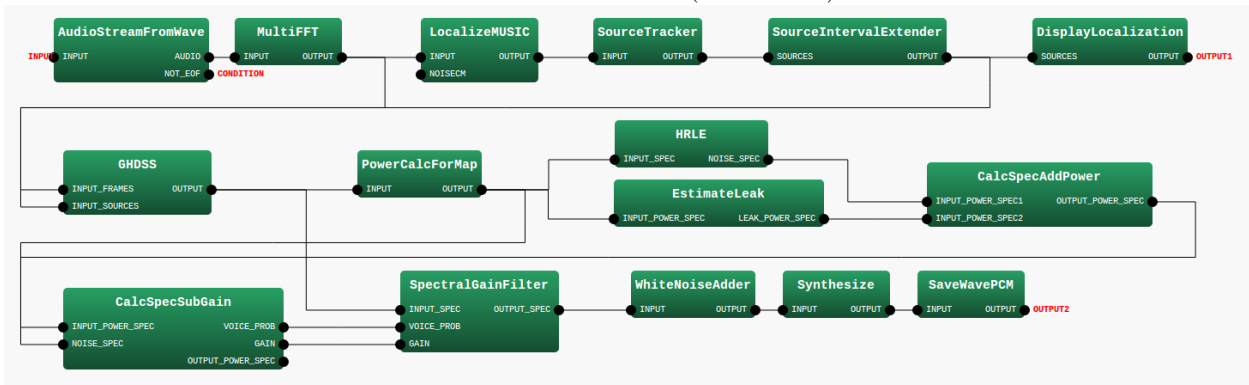 AudioStreamFromWave MultiFFT LocalizeMUSIC SourceTracker SourceIntervalExtender DisplayLocalization
INPUT INPUT AUDIO INPUT OUTPUT INPUT OUTPUT INPUT OUTPUT SOURCES OUTPUT SOURCES OUTPUT OUTPUT1
NOT_EOF CONDITION NOISECM
HRLE
INPUT_SPEC NOISE_SPEC
GHDSS PowerCalcForMap
CalcSpecAddPower
INPUT_FRAMES OUTPUT INPUT OUTPUT EstimateLeak
INPUT_POWER_SPEC1 OUTPUT_POWER_SPEC
INPUT_SOURCES
INPUT_POWER_SPEC LEAK_POWER_SPEC INPUT_POWER_SPEC2
SpectralGainFilter WhiteNoiseAdder Synthesize SaveWavePCM
CalcSpecSubGain
INPUT_SPEC OUTPUT_SPEC INPUT OUTPUT INPUT OUTPUT INPUT OUTPUT OUTPUT2
INPUT_POWER_SPEC VOICE_PROB VOICE_PROB
NOISE_SPEC GAIN GAIN
OUTPUT_POWER_SPEC